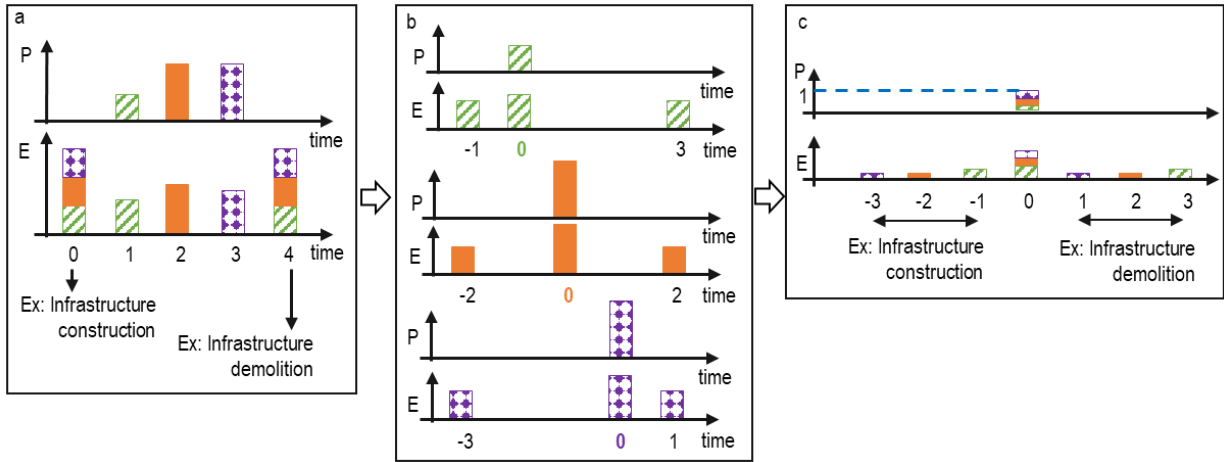 a
P
time
E
0 1 2 3 4 time
Ex: Infrastructure
construction
Ex: Infrastructure
demolition
b
P
time
E
-1 0 3 time
P
time
E
-2 0 2 time
P
time
E
-3 0 1 time
c
P
1
time
E
-3 -2 -1 0 1 2 3 time
Ex: Infrastructure
construction
Ex: Infrastructure
demolition